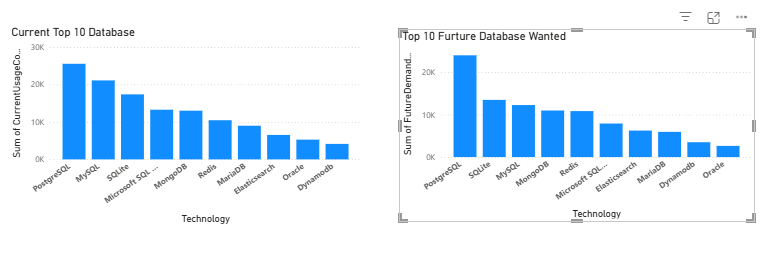 Current Top 10 Database
30K
20K
10K
0K
Sum of CurrentUsageCo...
PostgreSQL
MySQL
SQLite
Microsoft SQL ...
MongoDB
Redis
MariaDB
Elasticsearch
Oracle
Dynamodb
Technology
Top 10 Furture Database Wanted
20K
10K
0K
Sum of FutureDemand...
PostgreSQL
SQLite
MySQL
MongoDB
Redis
Microsoft SQL...
Elasticsearch
MariaDB
Dynamodb
Oracle
Technology